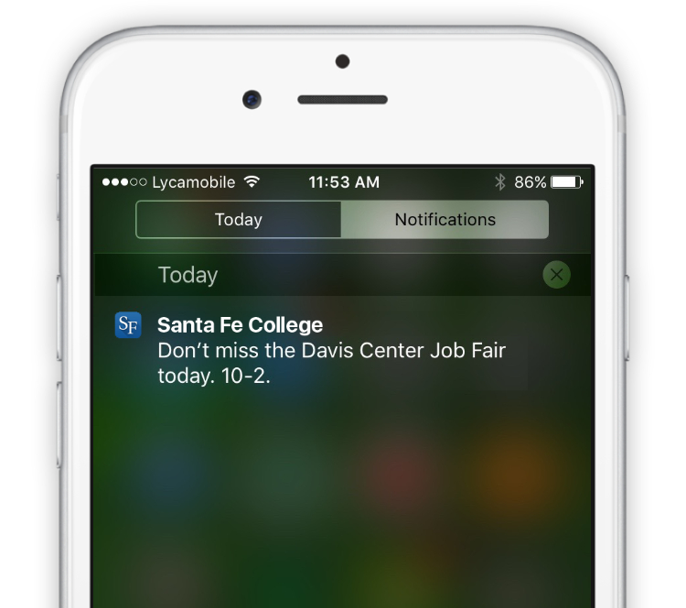 Lycamobile 11:53 AM 86%
Today Notifications
Today
SF Santa Fe College
Don't miss the Davis Center Job Fair
today. 10-2.